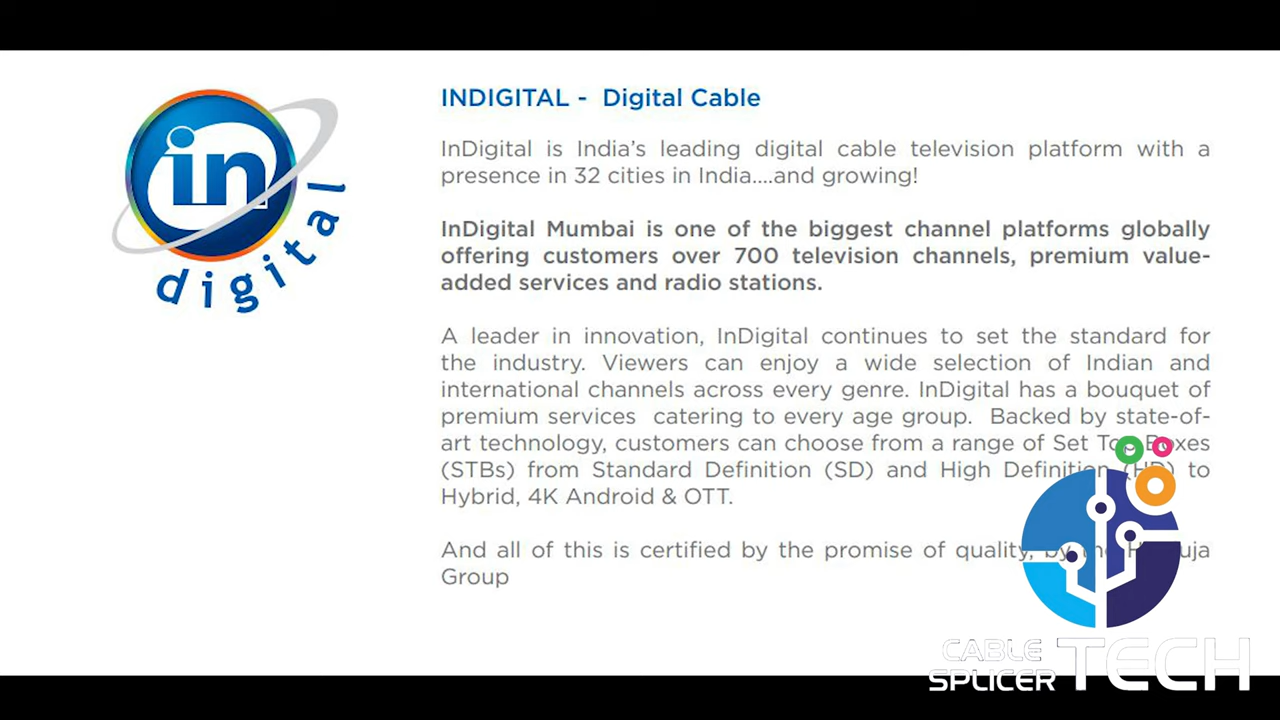 in
digital
INDIGITAL - Digital Cable
InDigital is India's leading digital cable television platform with a
presence in 32 cities in India....and growing!
InDigital Mumbai is one of the biggest channel platforms globally
offering customers over 700 television channels, premium value-
added services and radio stations.
A leader in innovation, InDigital continues to set the standard for
the industry. Viewers can enjoy a wide selection of Indian and
international channels across every genre. InDigital has a bouquet of
premium services catering to every age group. Backed by state-of-
art technology, customers can choose from a range of Set Top Boxes
(STBs) from Standard Definition (SD) and High Definition (HD) to
Hybrid, 4K Android & OTT.
And all of this is certified by the promise of quality, by the
Group
CABLE
SPLICER TECH